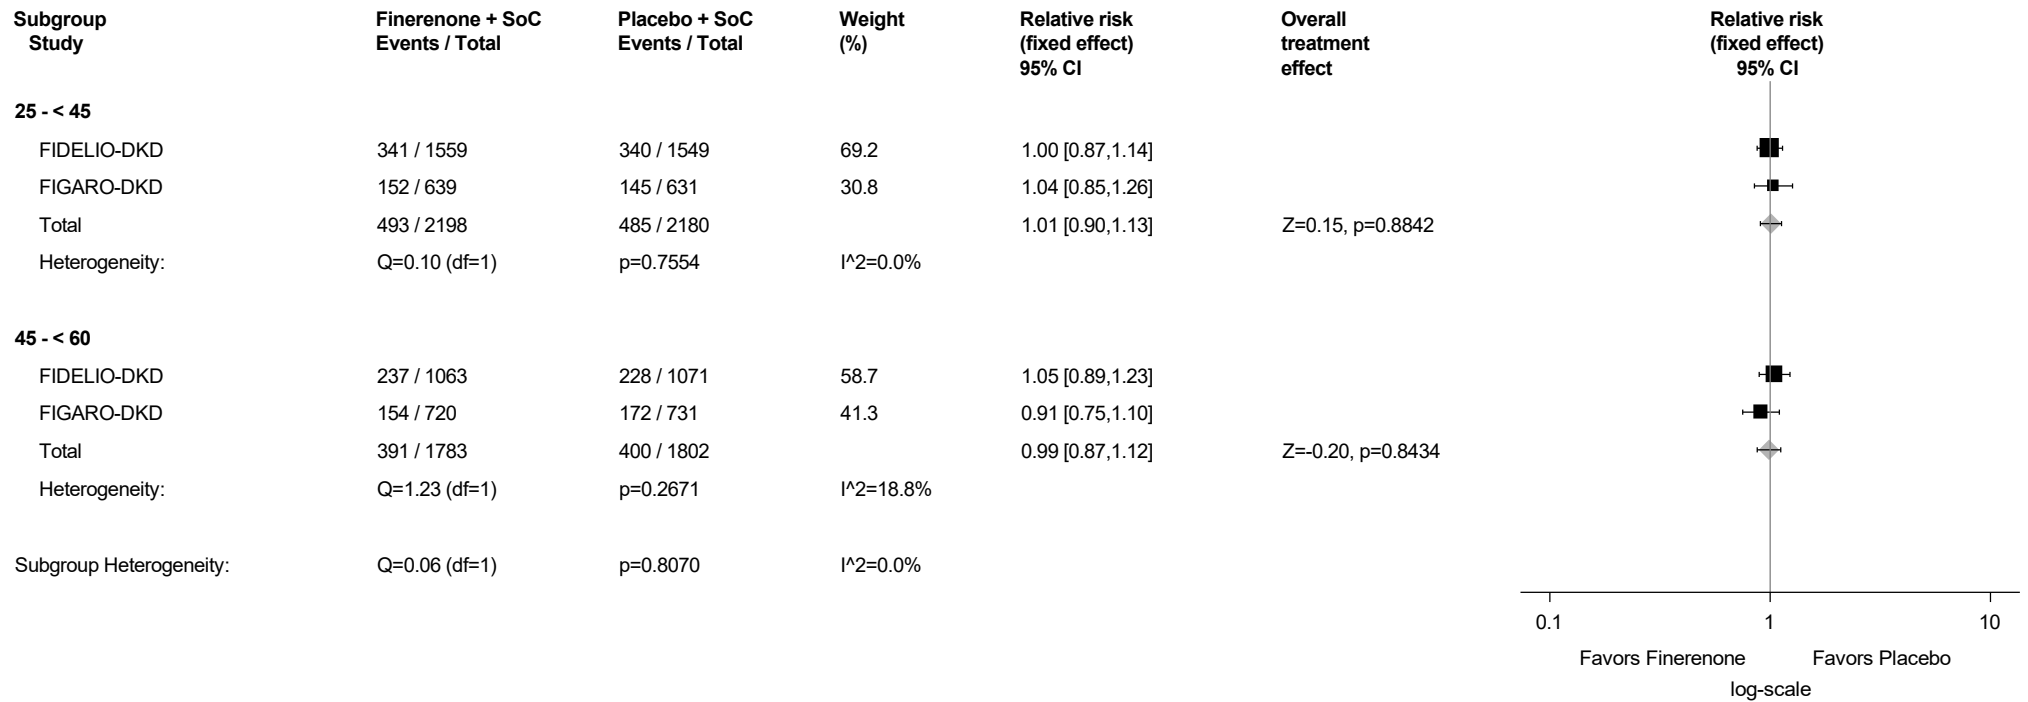 Subgroup Finerenone + SoC Placebo + SoC Weight Relative risk Overall Relative risk
Study Events / Total Events / Total (%) (fixed effect) treatment (fixed effect)
95% CI effect 95% CI
25 - < 45
FIDELIO-DKD 341 / 1559 340 / 1549 69.2 1.00 [0.87,1.14]
FIGARO-DKD 152 / 639 145 / 631 30.8 1.04 [0.85,1.26]
Total 493 / 2198 485 / 2180 1.01 [0.90,1.13] Z=0.15, p=0.8842
Heterogeneity: Q=0.10 (df=1) p=0.7554 I^2=0.0%
45 - < 60
FIDELIO-DKD 237 / 1063 228 / 1071 58.7 1.05 [0.89,1.23]
FIGARO-DKD 154 / 720 172 / 731 41.3 0.91 [0.75,1.10]
Total 391 / 1783 400 / 1802 0.99 [0.87,1.12] Z=-0.20, p=0.8434
Heterogeneity: Q=1.23 (df=1) p=0.2671 I^2=18.8%
Subgroup Heterogeneity: Q=0.06 (df=1) p=0.8070 I^2=0.0%
0.1 1 10
Favors Finerenone Favors Placebo
log-scale